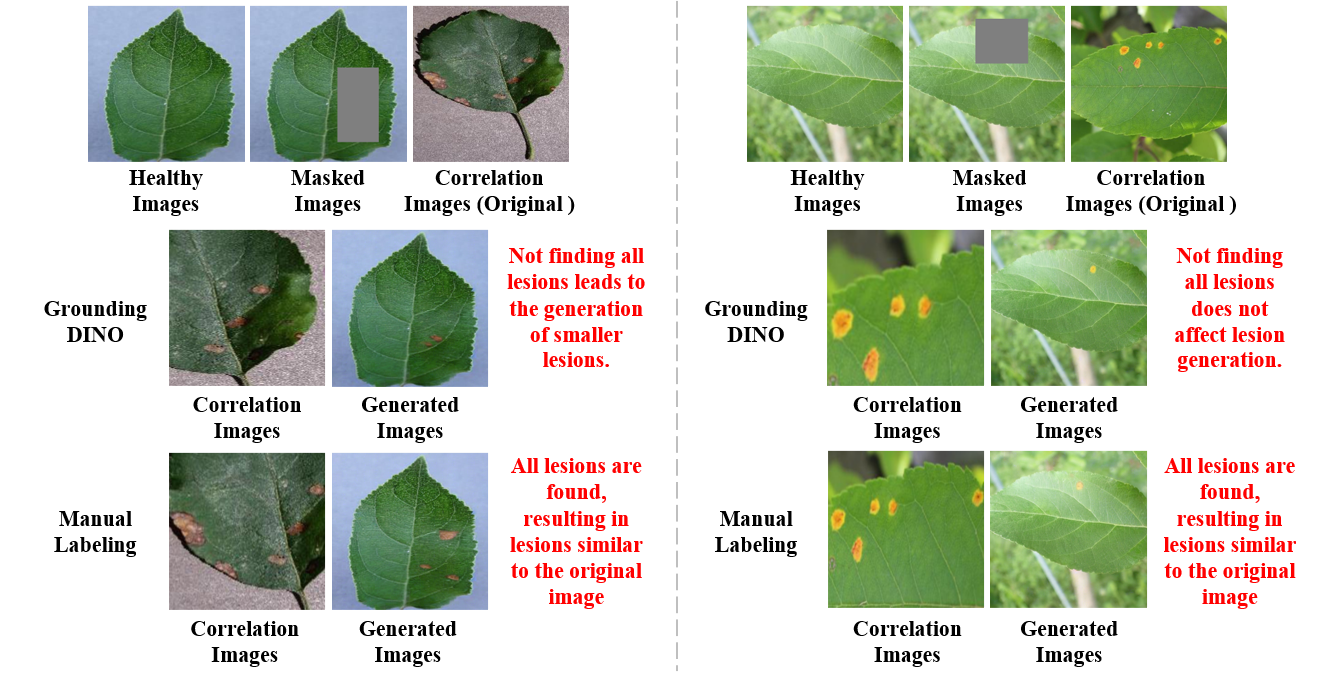 Healthy
Images
Masked
Images
Correlation
Images (Original )
Grounding
DINO
Correlation
Images
Generated
Images
Not finding all
lesions leads to
the generation
of smaller
lesions.
Manual
Labeling
Correlation
Images
Generated
Images
All lesions are
found,
resulting in
lesions similar
to the original
image
Healthy
Images
Masked
Images
Correlation
Images (Original )
Grounding
DINO
Correlation
Images
Generated
Images
Not finding
all lesions
does not
affect lesion
generation.
Manual
Labeling
Correlation
Images
Generated
Images
All lesions are
found,
resulting in
lesions similar
to the original
image